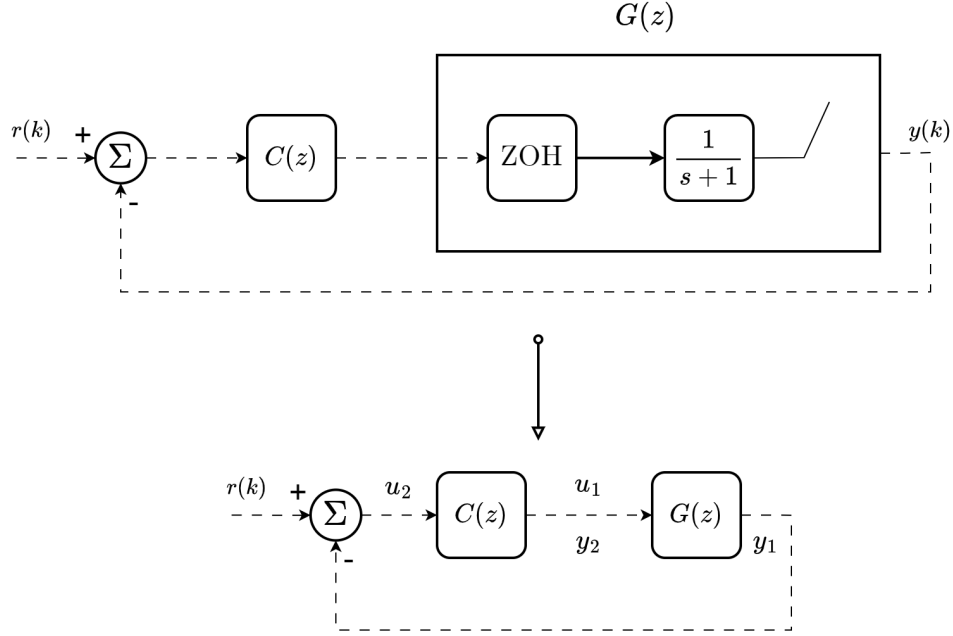 G(z)
r(k)
+
Σ
-
C(z)
ZOH
1
s + 1
y(k)
r(k)
+
Σ
-
u₂
C(z)
u₁
y₂
G(z)
y₁